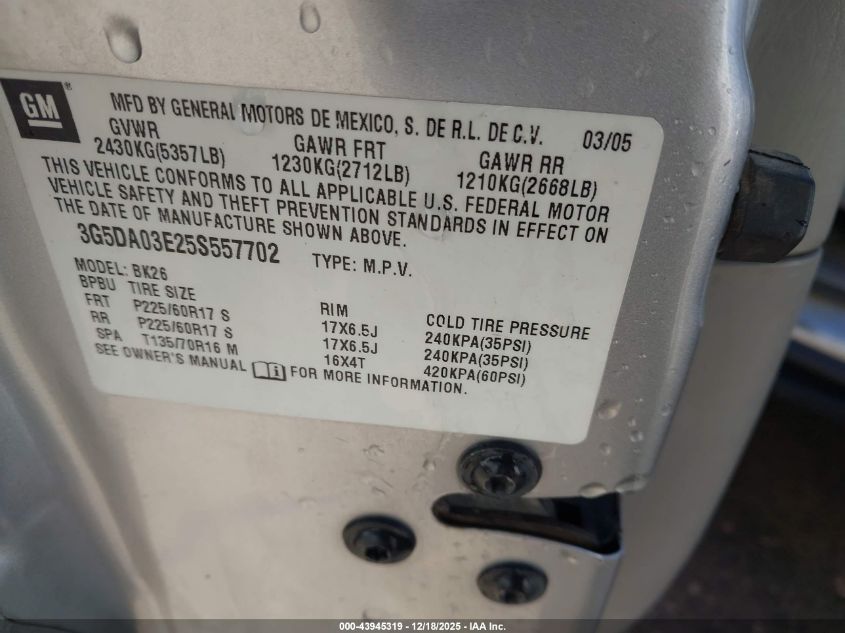 GM®
MFD BY GENERAL MOTORS DE MEXICO, S. DE R.L. DE C.V. 03/05
GVWR GAWR FRT GAWR RR
2430KG(5357LB) 1230KG(2712LB) 1210KG(2668LB)
THIS VEHICLE CONFORMS TO ALL APPLICABLE U.S. FEDERAL MOTOR
VEHICLE SAFETY AND THEFT PREVENTION STANDARDS IN EFFECT ON
THE DATE OF MANUFACTURE SHOWN ABOVE.
3G5DA03E25S557702 TYPE: M.P.V.
MODEL: BK26
BPBU TIRE SIZE RIM COLD TIRE PRESSURE
FRT P225/60R17 S 17X6.5J 240KPA(35PSI)
RR P225/60R17 S 17X6.5J 240KPA(35PSI)
SPA T135/70R16 M 16X4T 420KPA(60PSI)
SEE OWNER'S MANUAL FOR MORE INFORMATION.
000-43945319 - 12/18/2025 - IAA Inc.